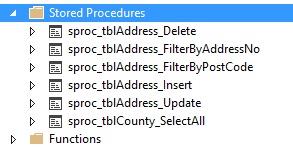 Stored Procedures
sproc_tblAddress_Delete
sproc_tblAddress_FilterByAddressNo
sproc_tblAddress_FilterByPostCode
sproc_tblAddress_Insert
sproc_tblAddress_Update
sproc_tblCounty_SelectAll
Functions